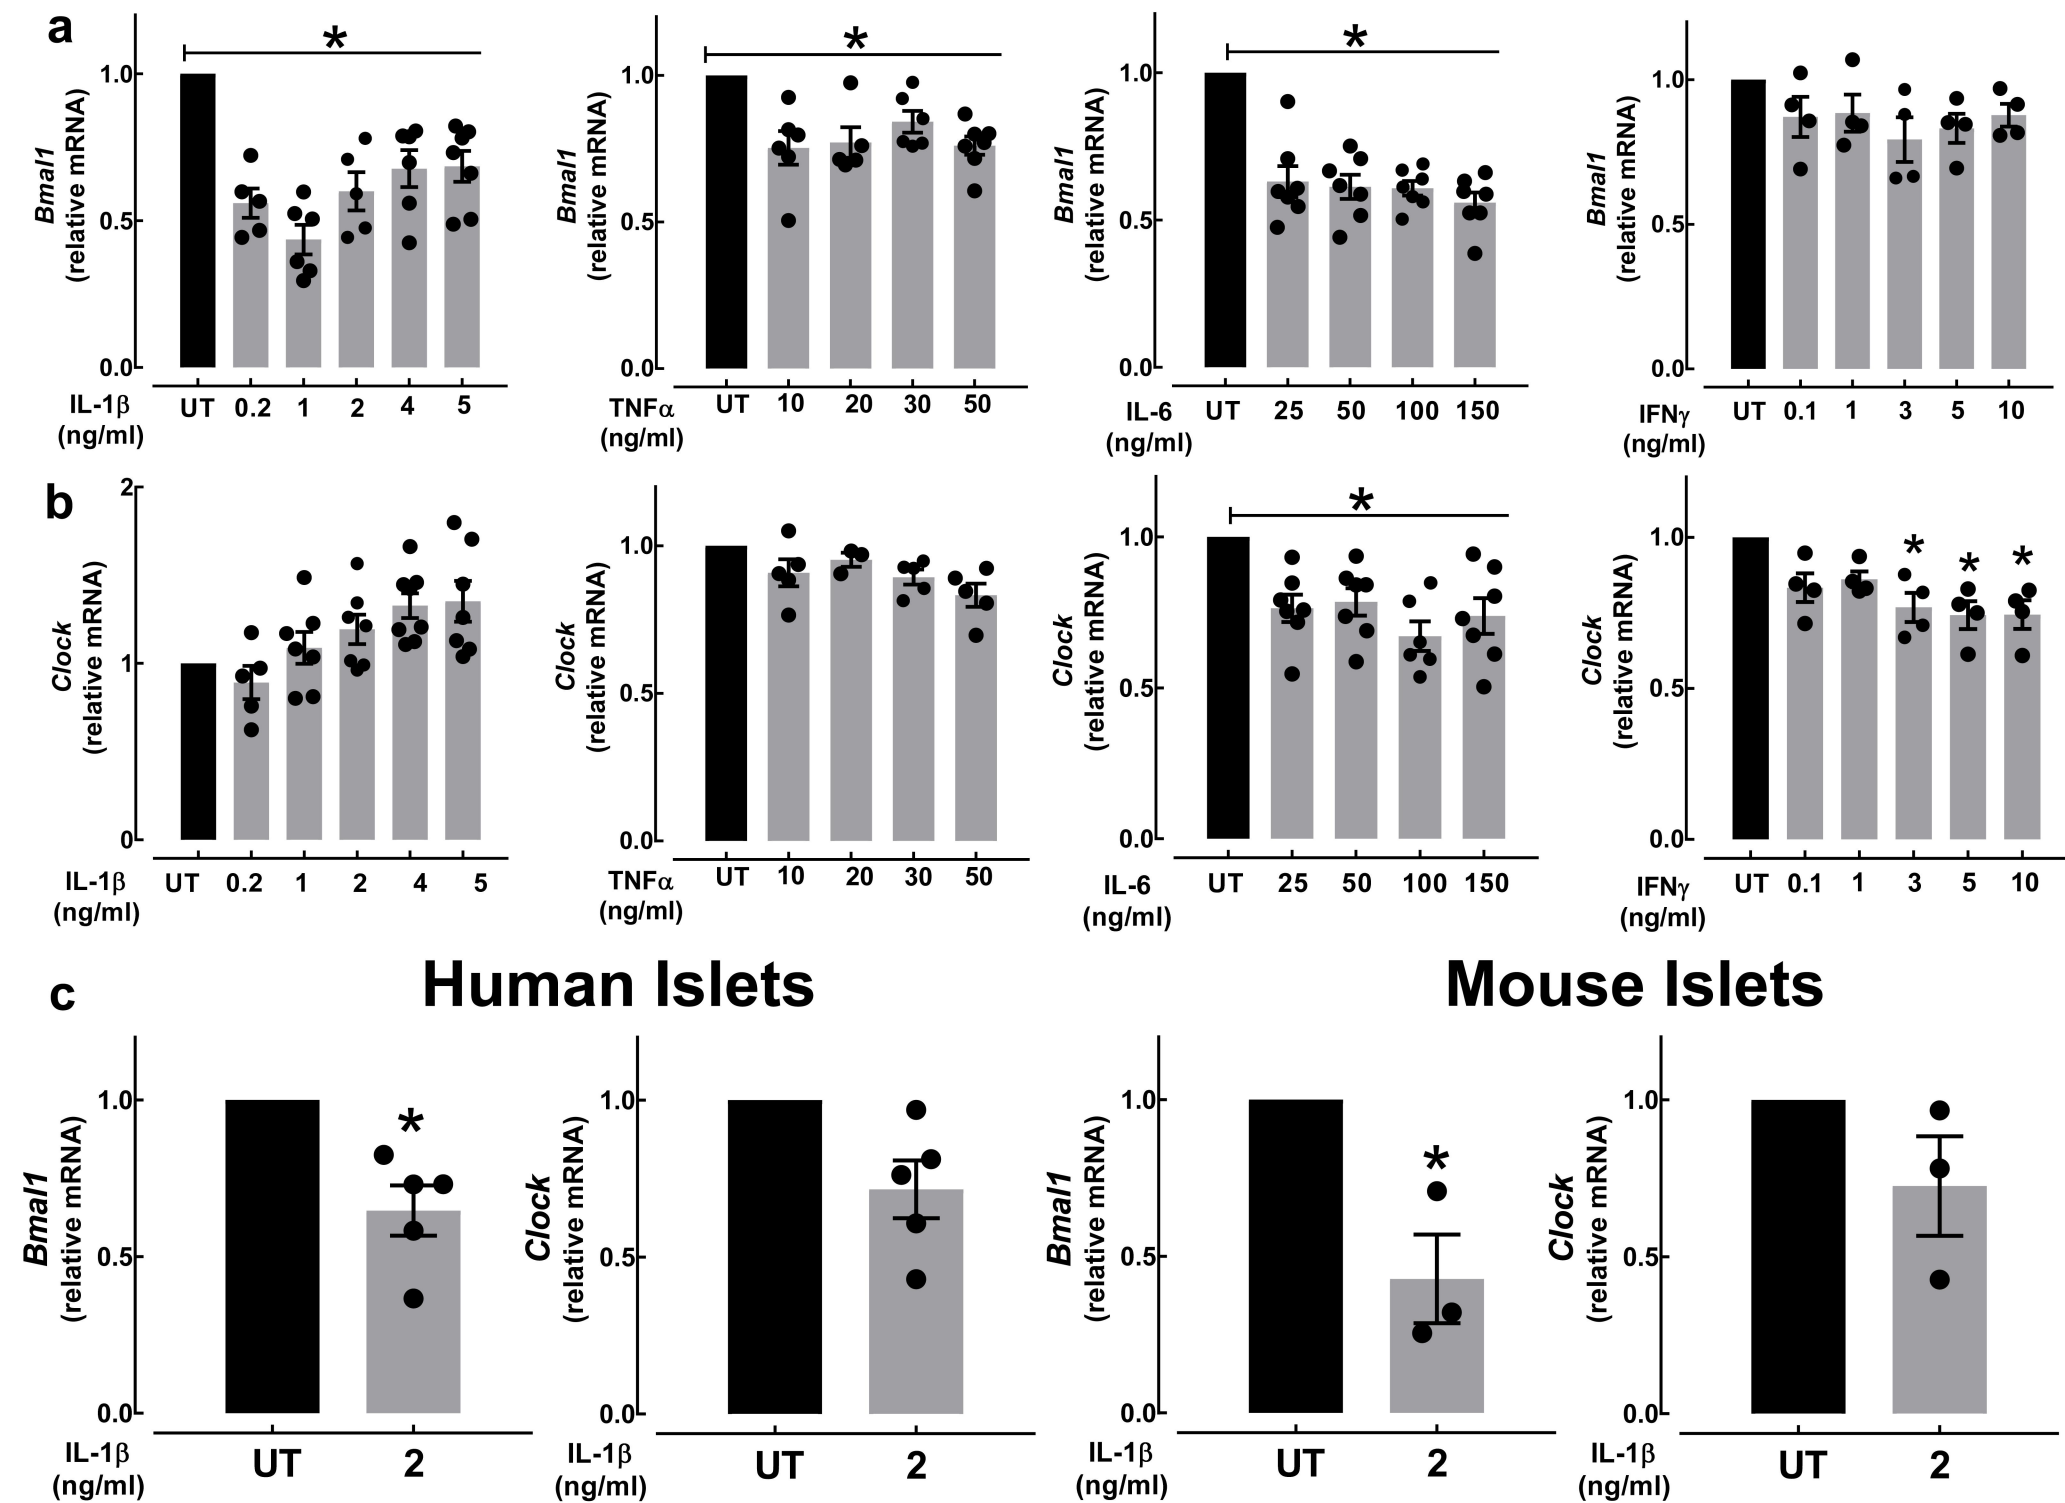 a
*
*
*
Bmal1
(relative mRNA)
1.0
0.5
0.0
IL-1β
(ng/ml)
UT 0.2 1 2 4 5
Bmal1
(relative mRNA)
1.0
0.5
0.0
TNFα
(ng/ml)
UT 10 20 30 50
Bmal1
(relative mRNA)
1.0
0.5
0.0
IL-6
(ng/ml)
UT 25 50 100 150
Bmal1
(relative mRNA)
1.0
0.5
0.0
IFNγ
(ng/ml)
UT 0.1 1 3 5 10
b
Clock
(relative mRNA)
2
1
0
IL-1β
(ng/ml)
UT 0.2 1 2 4 5
Clock
(relative mRNA)
1.0
0.5
0.0
TNFα
(ng/ml)
UT 10 20 30 50
*
Clock
(relative mRNA)
1.0
0.5
0.0
IL-6
(ng/ml)
UT 25 50 100 150
* * *
Clock
(relative mRNA)
1.0
0.5
0.0
IFNγ
(ng/ml)
UT 0.1 1 3 5 10
c
Human Islets
Mouse Islets
*
Bmal1
(relative mRNA)
1.0
0.5
0.0
IL-1β
(ng/ml)
UT 2
Clock
(relative mRNA)
1.0
0.5
0.0
IL-1β
(ng/ml)
UT 2
*
Bmal1
(relative mRNA)
1.0
0.5
0.0
IL-1β
(ng/ml)
UT 2
Clock
(relative mRNA)
1.0
0.5
0.0
IL-1β
(ng/ml)
UT 2